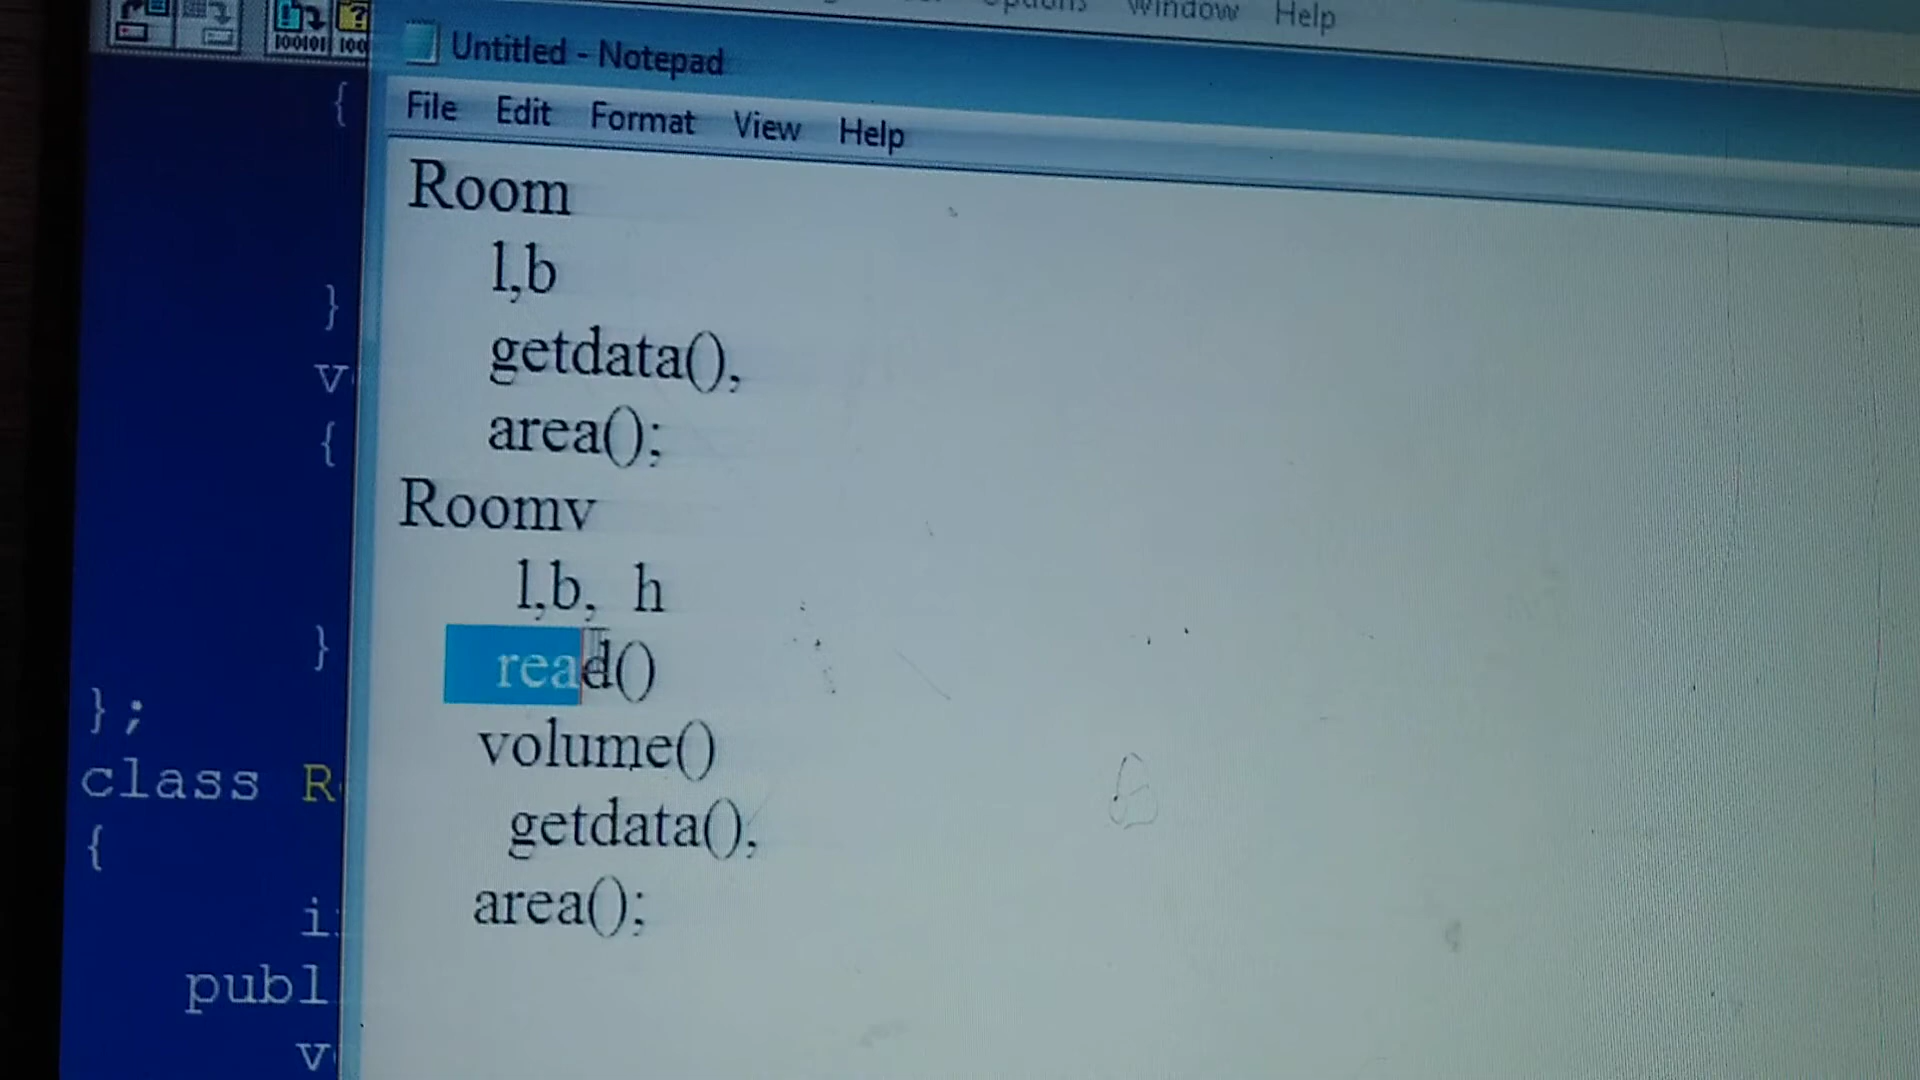 Window Help
Untitled - Notepad
File Edit Format View Help
Room
l,b
getdata(),
area();
Roomv
l,b, h
read()
volume()
getdata(),
area();
{
}
v
{
}
};
class R
{
i
publ
v